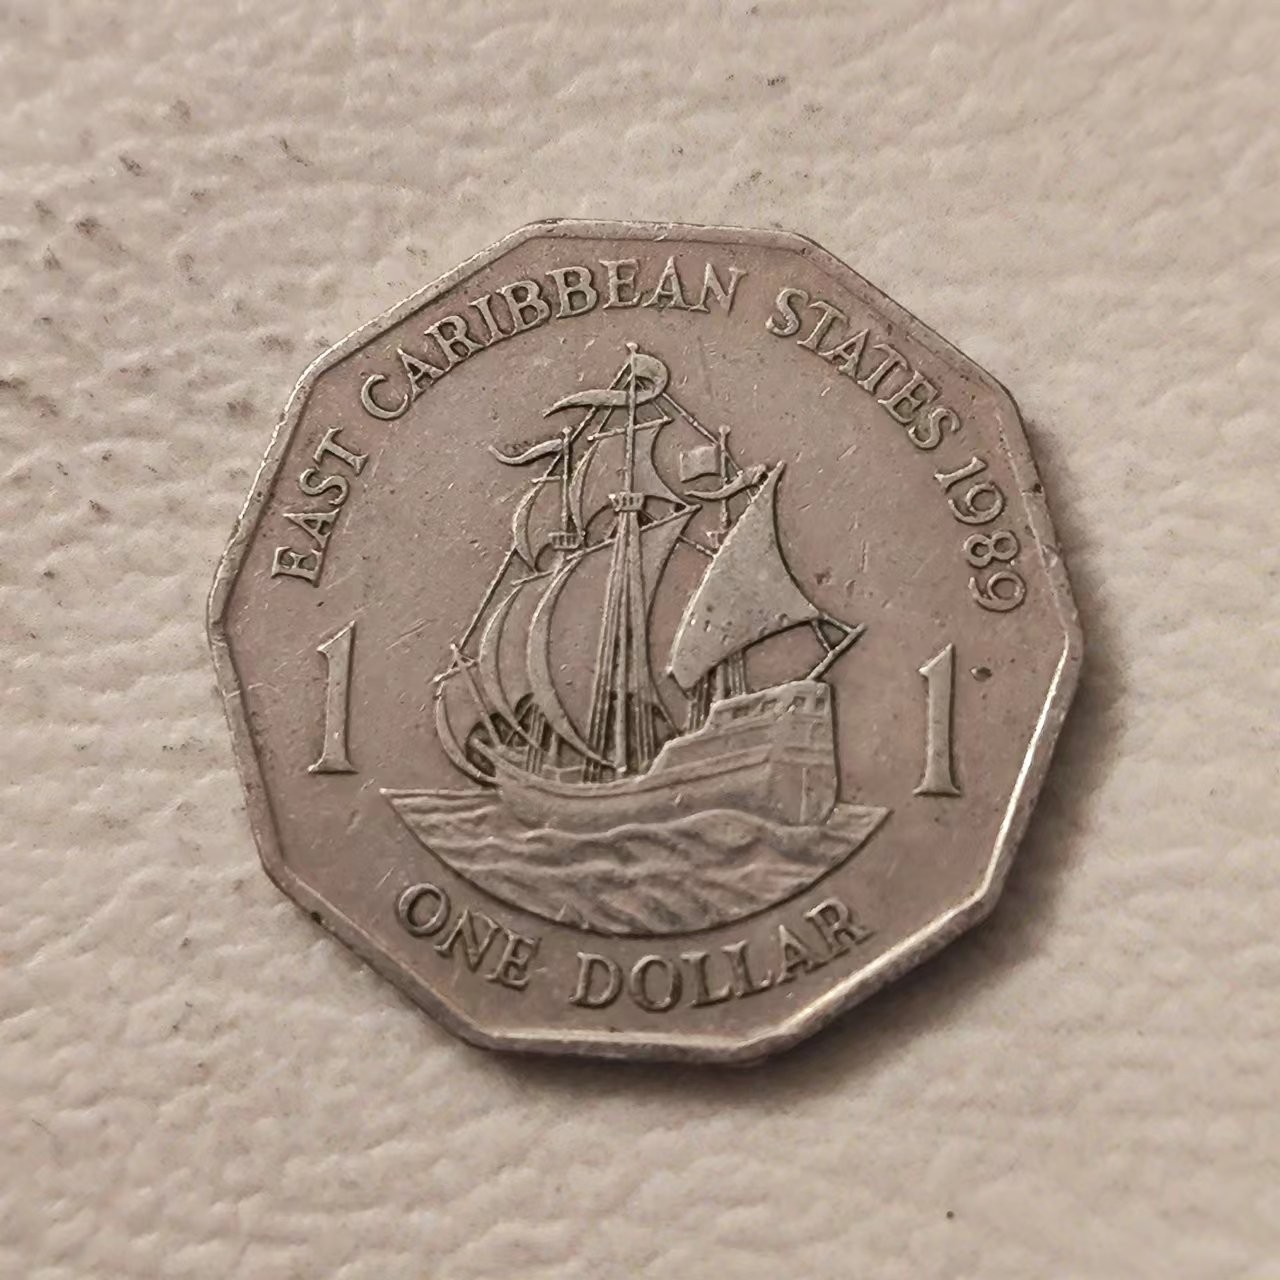 EAST CARIBBEAN STATES 1989
1 1
ONE DOLLAR